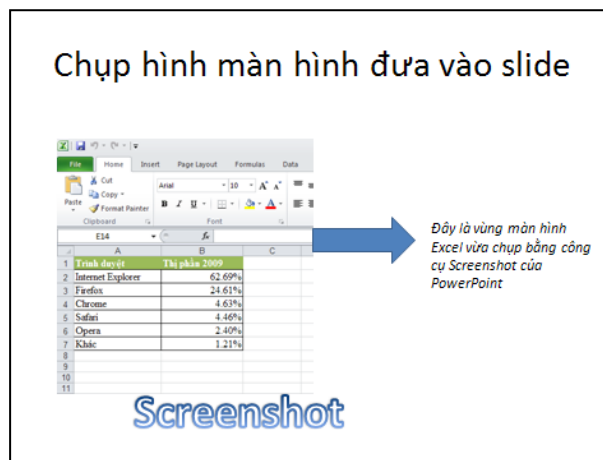 Chụp hình màn hình đưa vào slide
File Home Insert Page Layout Formulas Data
Cut
Copy
Paste
Format Painter
Arial 10 A A
B I U A
Clipboard Font
E14 fx
A B C
1 Trình duyệt Thị phần 2009
2 Internet Explorer 62.69%
3 Firefox 24.61%
4 Chrome 4.63%
5 Safari 4.46%
6 Opera 2.40%
7 Khác 1.21%
8
9
10
11
Đây là vùng màn hình
Excel vừa chụp bằng công
cụ Screenshot của
PowerPoint
Screenshot